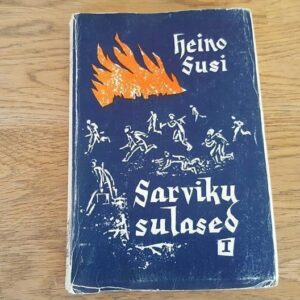 Heino
Susi
Sarviku
sulased
I